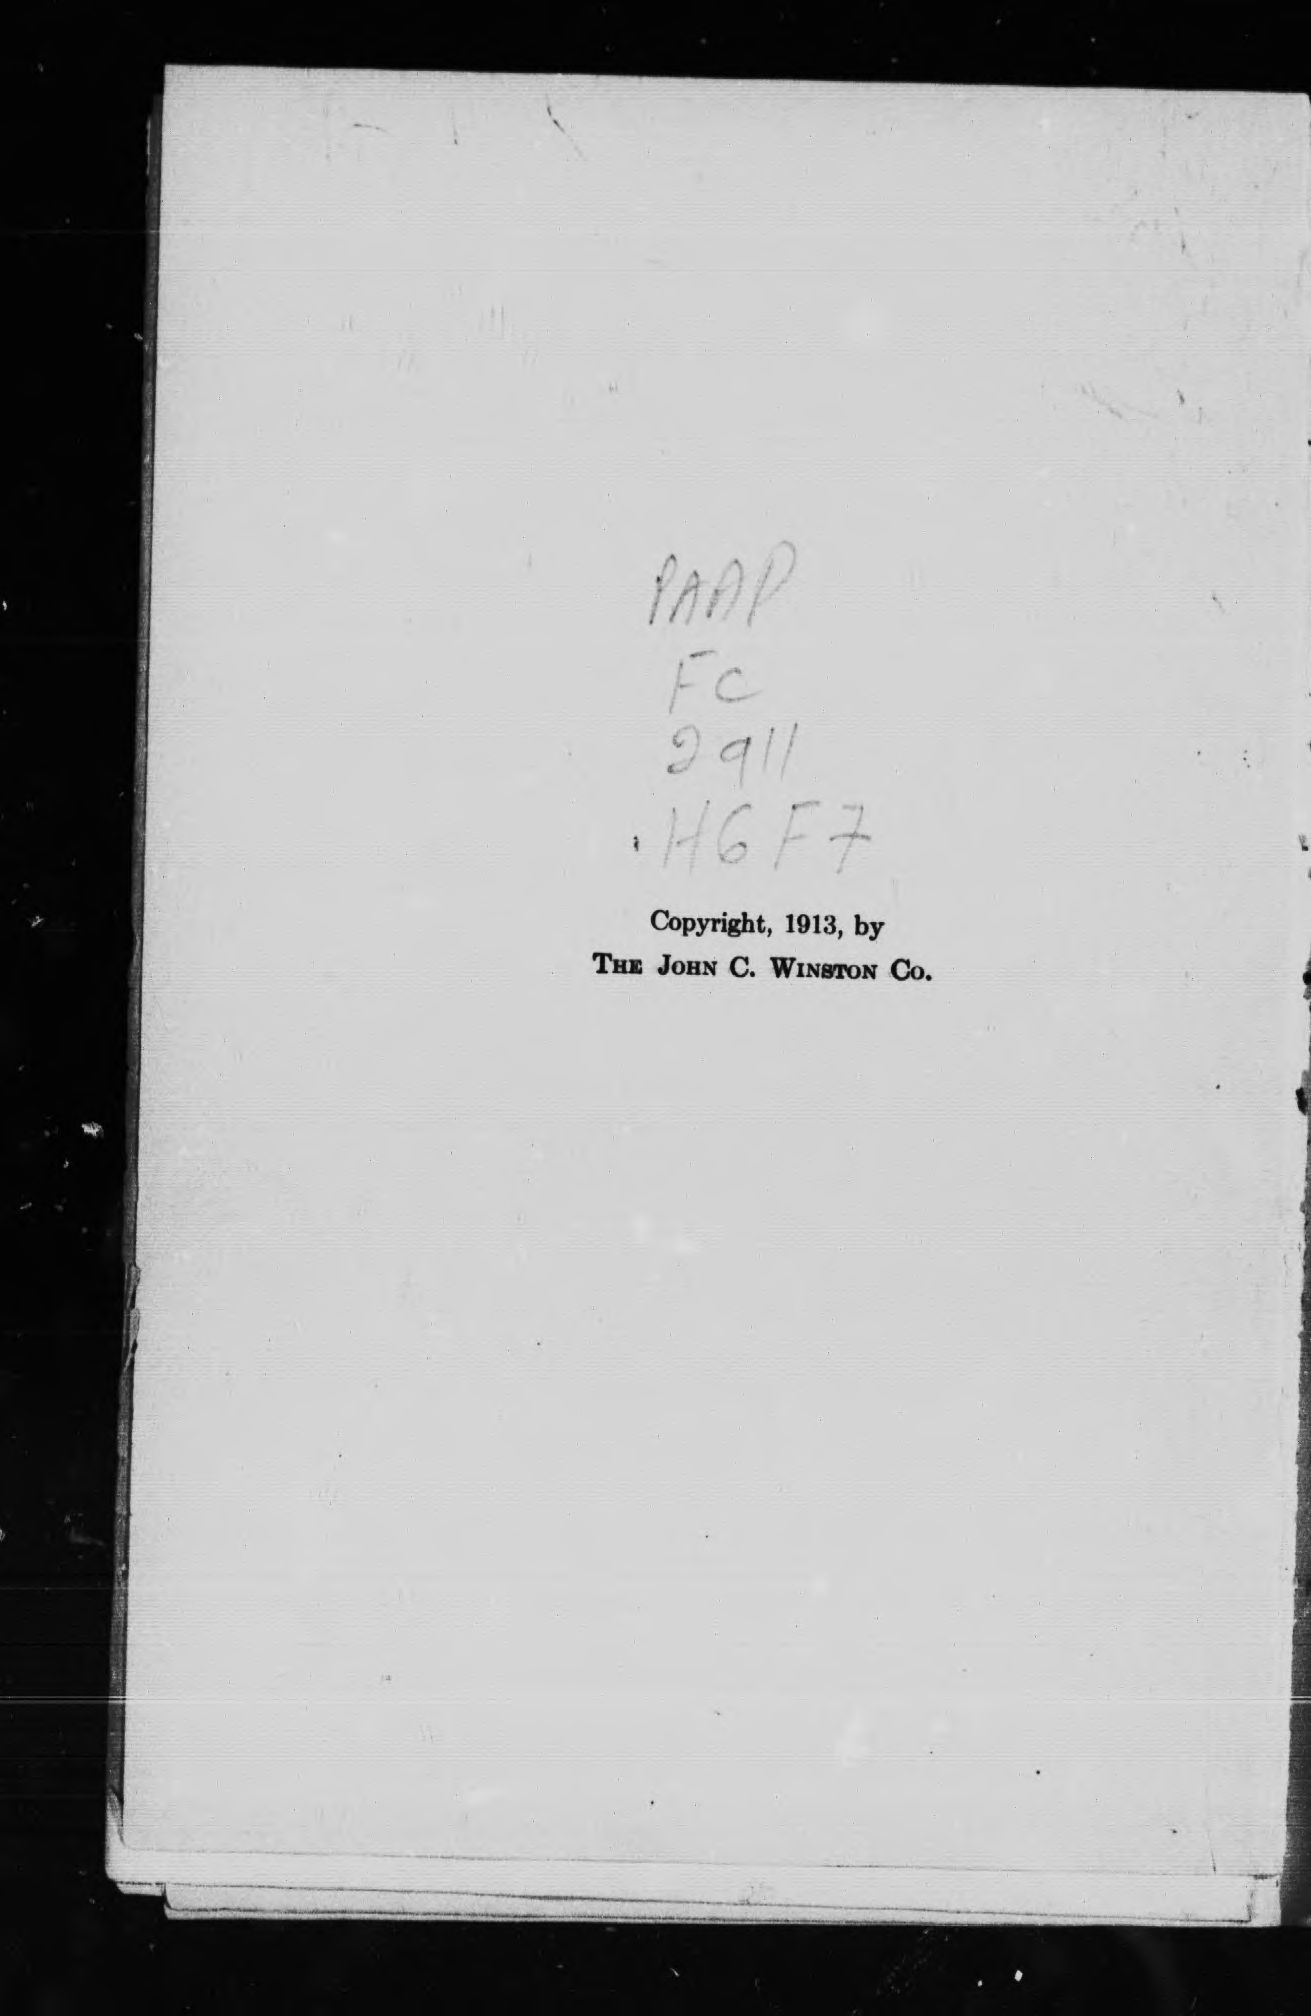 PAAP
FC
2911
H6F7
Copyright, 1913, by
THE JOHN C. WINSTON CO.